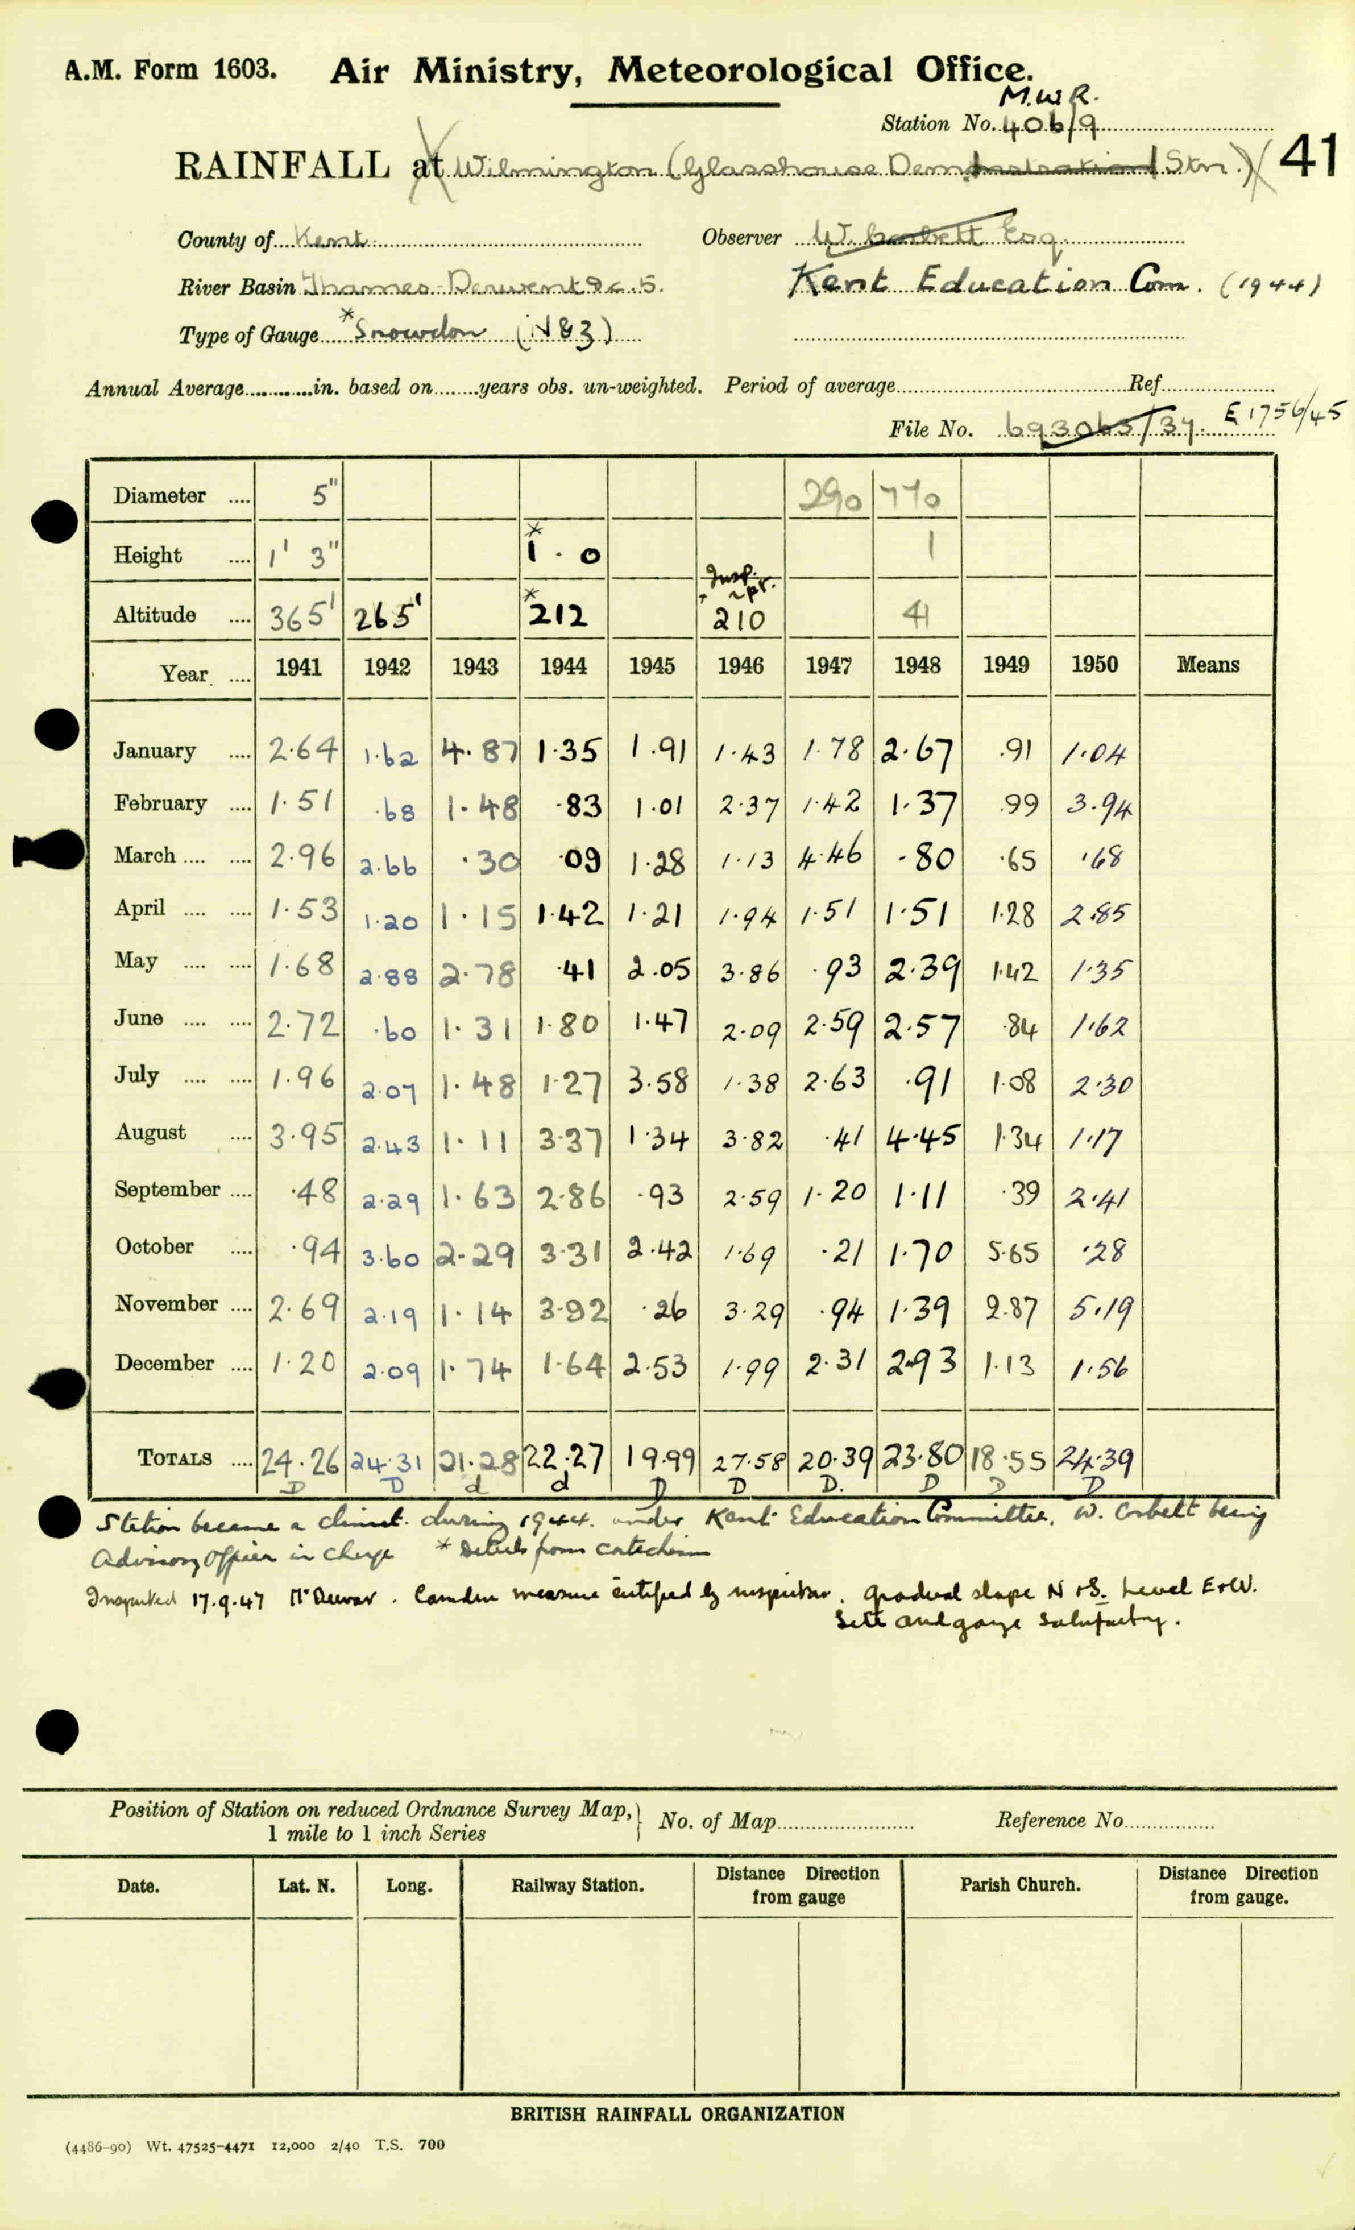 A.M. Form 1603. Air Ministry, Meteorological Office.
M.W.R.
Station No. 406/9
RAINFALL at Wilmington (Glasshouse Demonstration Stn.) 41
County of Kent Observer W. Corbett Esq.
River Basin Thames-Derwent &c. 5. Kent Education Com. (1944)
Type of Gauge *Snowdon (N&3)
Annual Average in. based on years obs. un-weighted. Period of average Ref
File No. 693063/37. E1756/45
Diameter 5" 290 770
Height 1' 3" * 1.0 1
Insp.
Altitude 365' 265' * 212 210 41
Year 1941 1942 1943 1944 1945 1946 1947 1948 1949 1950 Means
January 2.64 1.62 4.87 1.35 1.91 1.43 1.78 2.67 .91 1.04
February 1.51 .68 1.48 .83 1.01 2.37 1.42 1.37 .99 3.94
March 2.96 2.66 .30 .09 1.28 1.13 4.46 .80 .65 .68
April 1.53 1.20 1.15 1.42 1.21 1.94 1.51 1.51 1.28 2.85
May 1.68 2.88 2.78 .41 2.05 3.86 .93 2.39 1.42 1.35
June 2.72 .60 1.31 1.80 1.47 2.09 2.59 2.57 .84 1.62
July 1.96 2.07 1.48 1.27 3.58 1.38 2.63 .91 1.08 2.30
August 3.95 2.43 1.11 3.37 1.34 3.82 .41 4.45 1.34 1.17
September .48 2.29 1.63 2.86 .93 2.59 1.20 1.11 .39 2.41
October .94 3.60 2.29 3.31 2.42 1.69 .21 1.70 5.65 .28
November 2.69 2.19 1.14 3.92 .26 3.29 .94 1.39 2.87 5.19
December 1.20 2.09 1.74 1.64 2.53 1.99 2.31 2.93 1.13 1.56
TOTALS 24.26 24.31 21.28 22.27 19.99 27.58 20.39 23.80 18.55 24.39
D D d d D D D. D D D
Station became a climat. during 1944. under Kent Education Committee, W. Corbett being
Advisory Officer in charge * Details from catechism
Inspected 17.9.47 Camden measure certified by inspector. Gradual slope N & S. Level E & W.
Site and gauge satisfactory.
Position of Station on reduced Ordnance Survey Map, No. of Map Reference No
1 mile to 1 inch Series
Date. Lat. N. Long. Railway Station. Distance Direction from gauge Parish Church. Distance Direction from gauge.
BRITISH RAINFALL ORGANIZATION
(4486-90) Wt. 47525-4471 12,000 2/40 T.S. 700